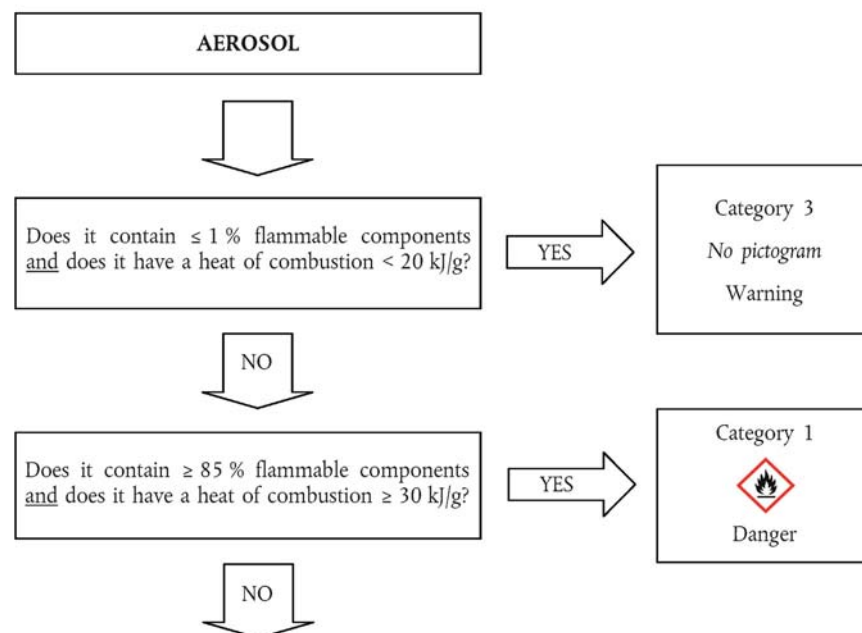 AEROSOL
Does it contain ≤ 1 % flammable components
and does it have a heat of combustion < 20 kJ/g?
YES
Category 3
No pictogram
Warning
NO
Does it contain ≥ 85 % flammable components
and does it have a heat of combustion ≥ 30 kJ/g?
YES
Category 1
Danger
NO